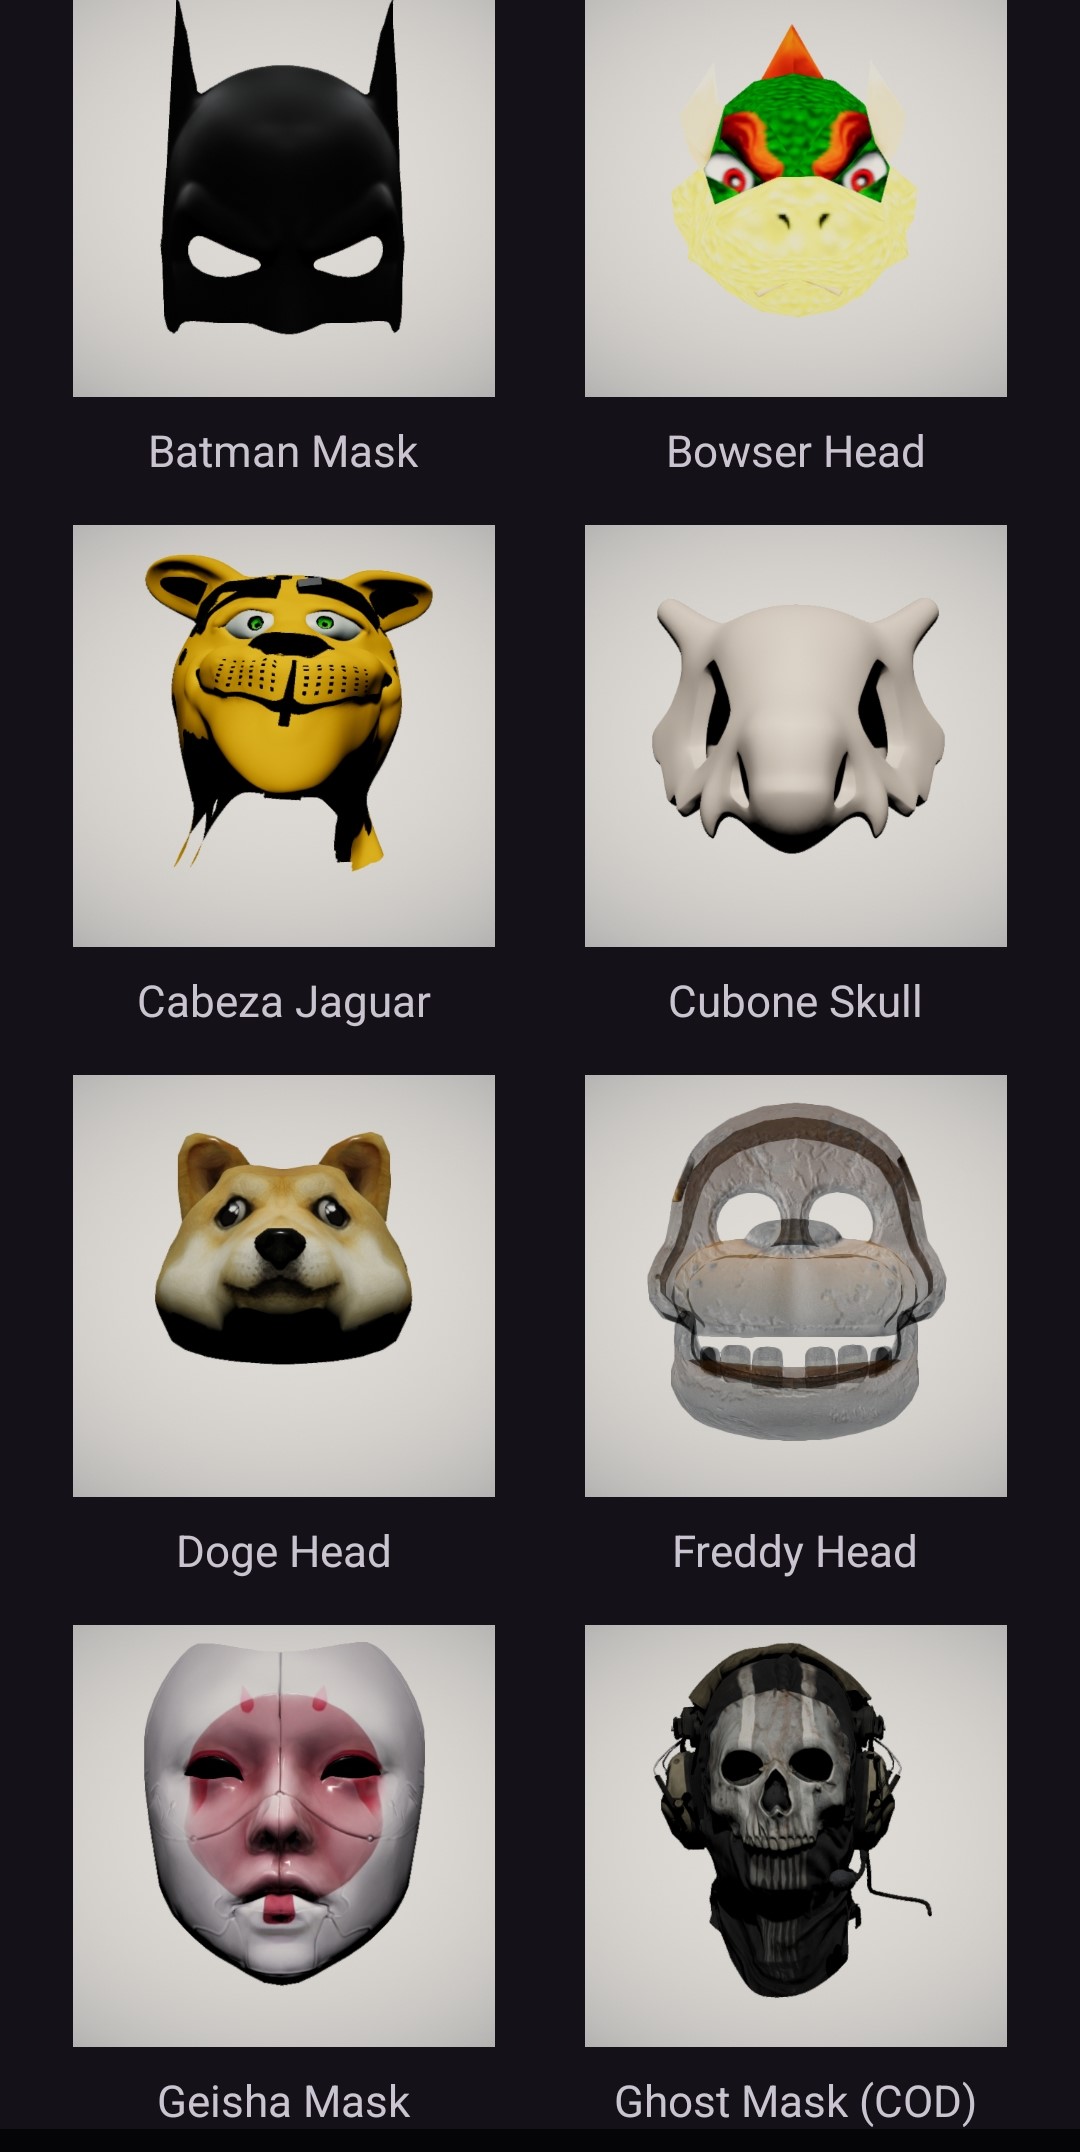 Batman Mask
Bowser Head
Cabeza Jaguar
Cubone Skull
Doge Head
Freddy Head
Geisha Mask
Ghost Mask (COD)